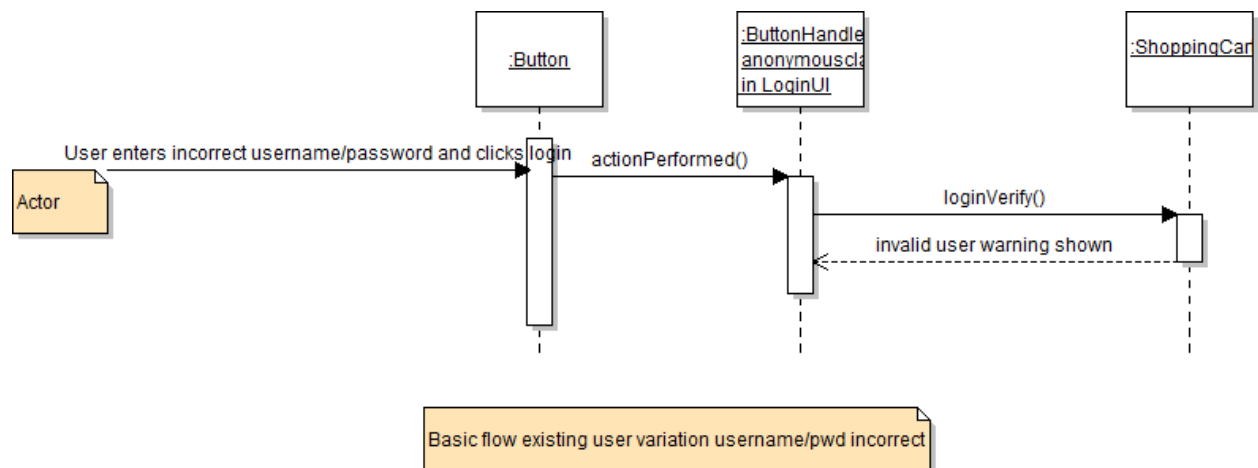 :Button
:ButtonHandle
anonymouscla
in LoginUI
:ShoppingCar
User enters incorrect username/password and clicks login
actionPerformed()
Actor
loginVerify()
invalid user warning shown
Basic flow existing user variation username/pwd incorrect